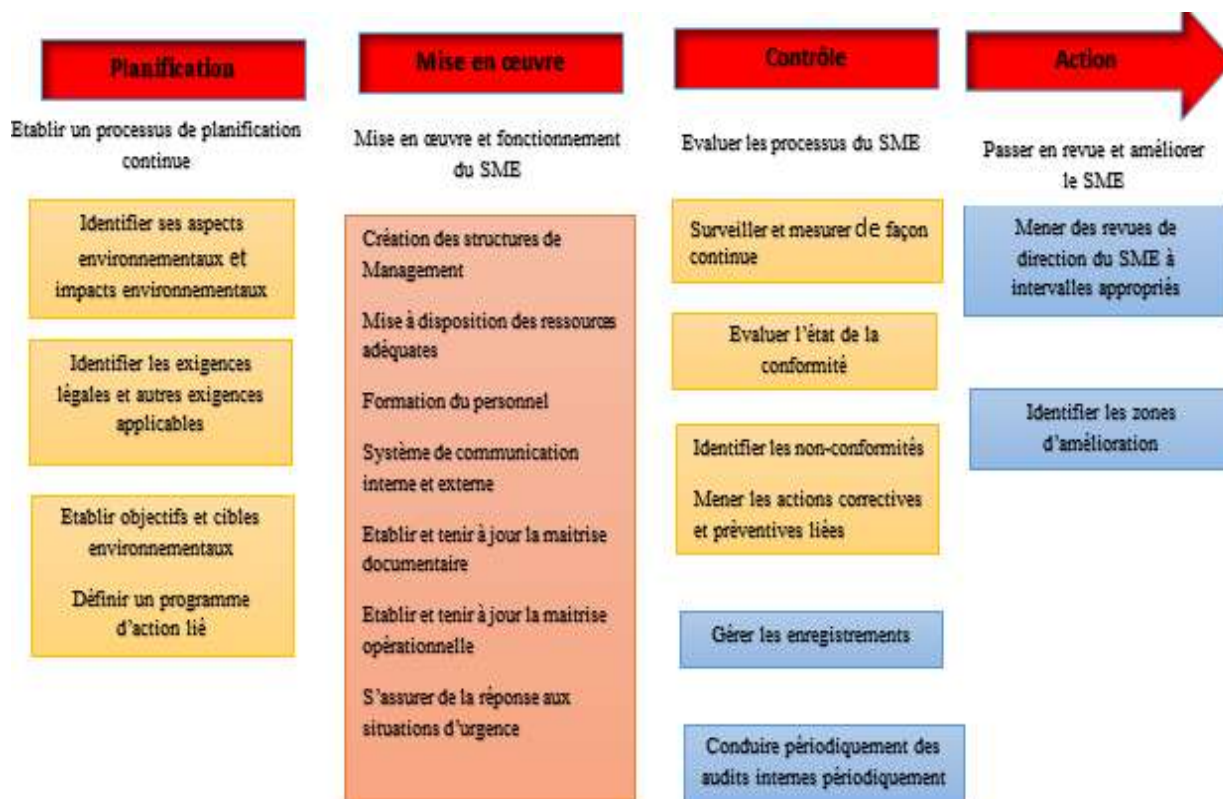 Planification
Etablir un processus de planification
continue
Identifier ses aspects
environnementaux et
impacts environnementaux
Identifier les exigences
légales et autres exigences
applicables
Etablir objectifs et cibles
environnementaux
Définir un programme
d'action lié
Mise en œuvre
Mise en œuvre et fonctionnement
du SME
Création des structures de
Management
Mise à disposition des ressources
adéquates
Formation du personnel
Système de communication
interne et externe
Etablir et tenir à jour la maitrise
documentaire
Etablir et tenir à jour la maitrise
opérationnelle
S'assurer de la réponse aux
situations d'urgence
Contrôle
Evaluer les processus du SME
Surveiller et mesurer de façon
continue
Evaluer l'état de la
conformité
Identifier les non-conformités
Mener les actions correctives
et préventives liées
Gérer les enregistrements
Conduire périodiquement des
audits internes périodiquement
Action
Passer en revue et améliorer
le SME
Mener des revues de
direction du SME à
intervalles appropriés
Identifier les zones
d'amélioration